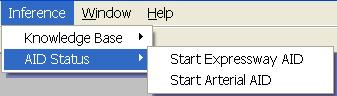 Inference Window Help
Knowledge Base
AID Status
Start Expressway AID
Start Arterial AID